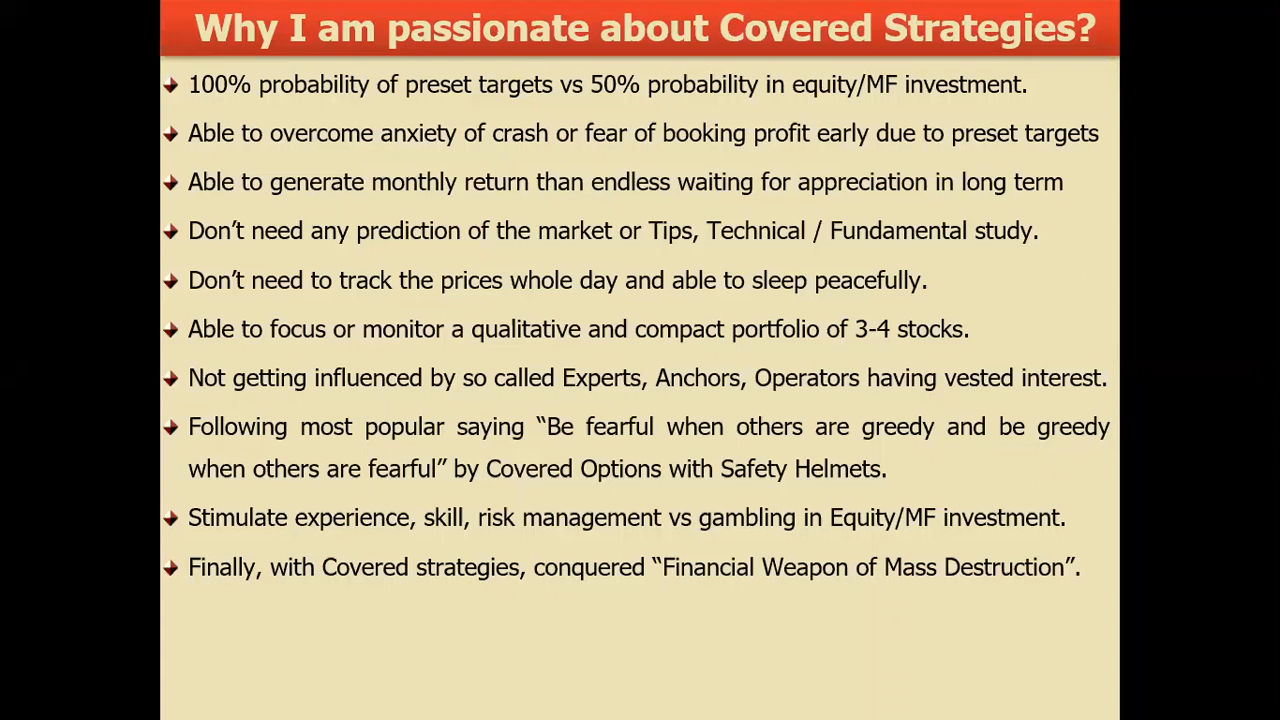 Why I am passionate about Covered Strategies?
100% probability of preset targets vs 50% probability in equity/MF investment.
Able to overcome anxiety of crash or fear of booking profit early due to preset targets
Able to generate monthly return than endless waiting for appreciation in long term
Don’t need any prediction of the market or Tips, Technical / Fundamental study.
Don’t need to track the prices whole day and able to sleep peacefully.
Able to focus or monitor a qualitative and compact portfolio of 3-4 stocks.
Not getting influenced by so called Experts, Anchors, Operators having vested interest.
Following most popular saying “Be fearful when others are greedy and be greedy
when others are fearful” by Covered Options with Safety Helmets.
Stimulate experience, skill, risk management vs gambling in Equity/MF investment.
Finally, with Covered strategies, conquered “Financial Weapon of Mass Destruction”.